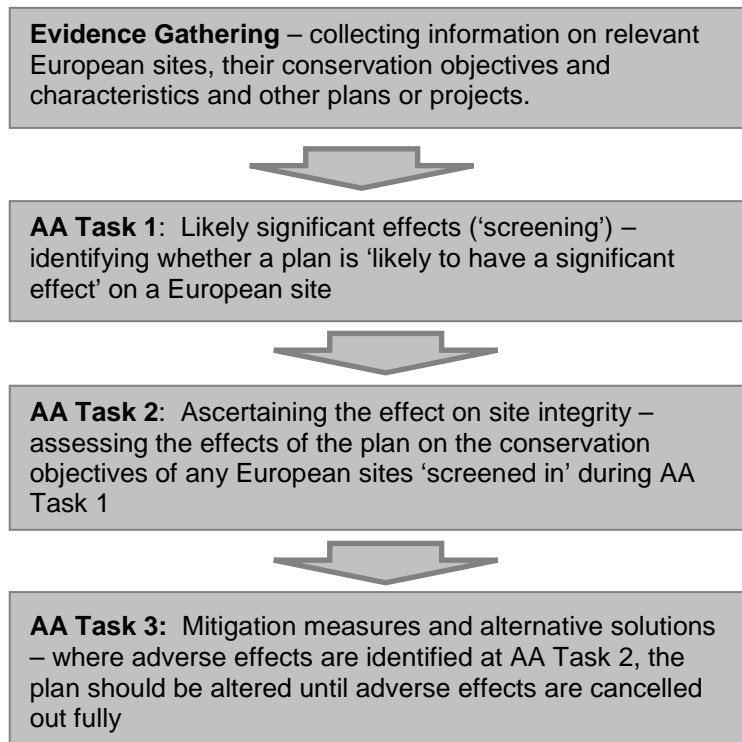 Evidence Gathering – collecting information on relevant
European sites, their conservation objectives and
characteristics and other plans or projects.
AA Task 1:  Likely significant effects (‘screening’) –
identifying whether a plan is ‘likely to have a significant
effect’ on a European site
AA Task 2:  Ascertaining the effect on site integrity –
assessing the effects of the plan on the conservation
objectives of any European sites ‘screened in’ during AA
Task 1
AA Task 3:  Mitigation measures and alternative solutions
– where adverse effects are identified at AA Task 2, the
plan should be altered until adverse effects are cancelled
out fully